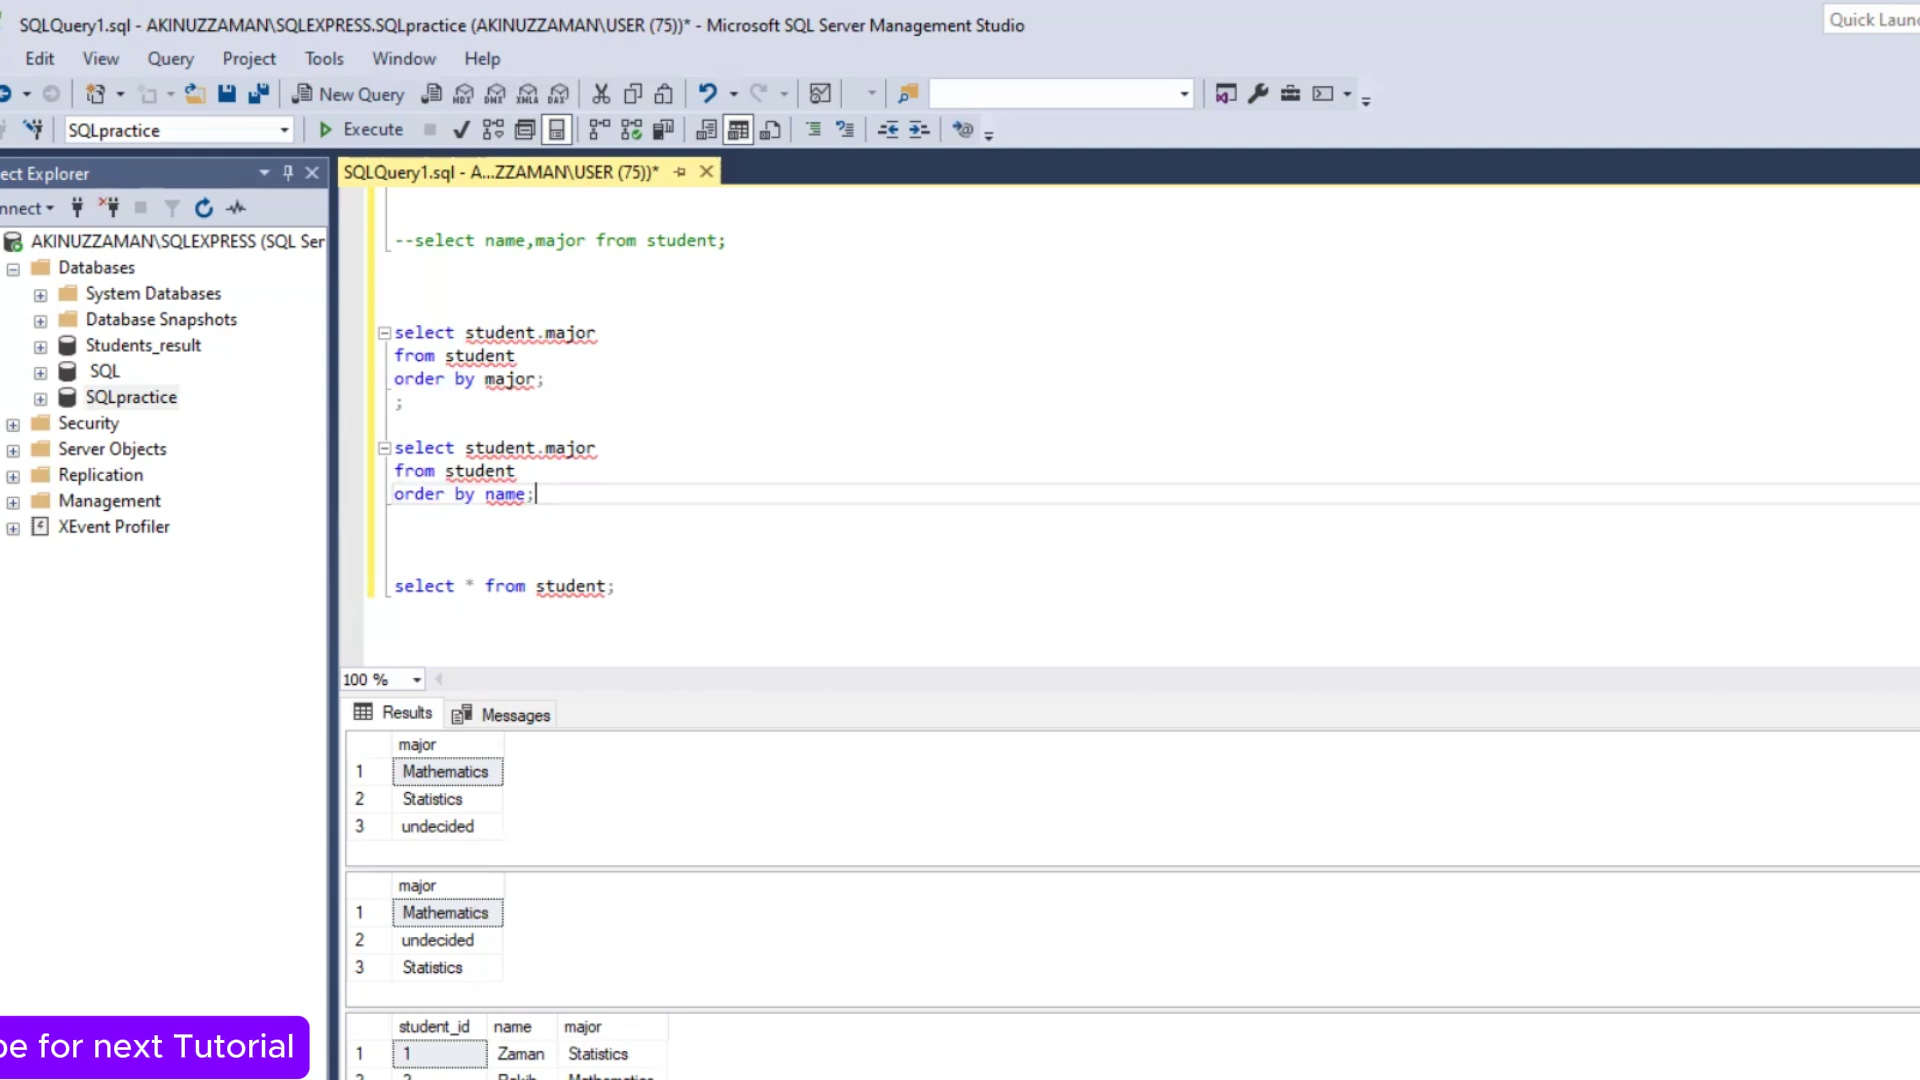 SQLQuery1.sql - AKINUZZAMAN\SQLEXPRESS.SQLpractice (AKINUZZAMAN\USER (75))* - Microsoft SQL Server Management Studio
Quick Laun
Edit View Query Project Tools Window Help
New Query
MDX DMX XMLA DAX
SQLpractice
Execute
ect Explorer
SQLQuery1.sql - A...ZZAMAN\USER (75))*
nnect
AKINUZZAMAN\SQLEXPRESS (SQL Ser
Databases
System Databases
Database Snapshots
Students_result
SQL
SQLpractice
Security
Server Objects
Replication
Management
XEvent Profiler
--select name,major from student;
select student.major
from student
order by major;
;
select student.major
from student
order by name;
select * from student;
100 %
Results Messages
major
1 Mathematics
2 Statistics
3 undecided
major
1 Mathematics
2 undecided
3 Statistics
student_id name major
1 1 Zaman Statistics
be for next Tutorial